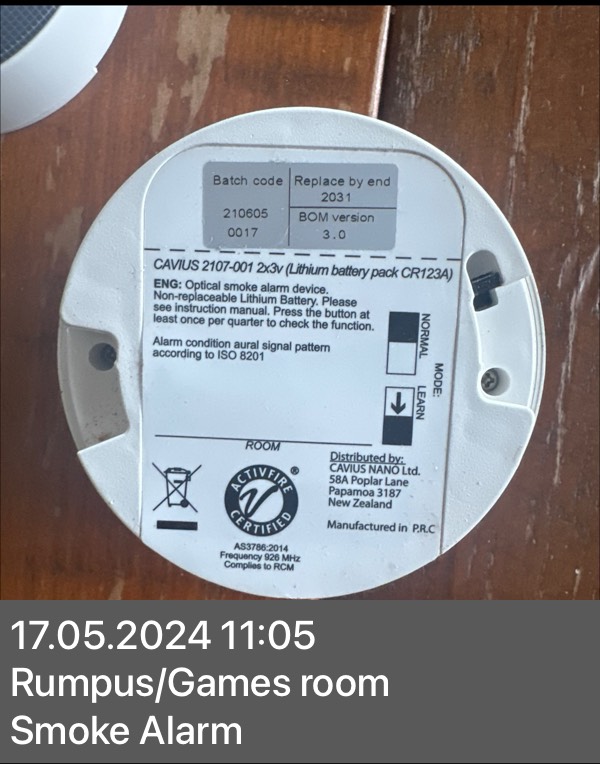 Batch code
Replace by end
2031
210605
0017
BOM version
3.0
CAVIUS 2107-001 2x3v (Lithium battery pack CR123A)
ENG: Optical smoke alarm device.
Non-replaceable Lithium Battery. Please
see instruction manual. Press the button at
least once per quarter to check the function.
Alarm condition aural signal pattern
according to ISO 8201
NORMAL
MODE:
LEARN
ROOM
ACTIVFIRE
®
CERTIFIED
AS3786:2014
Frequency 926 MHz
Complies to RCM
Distributed by:
CAVIUS NANO Ltd.
58A Poplar Lane
Papamoa 3187
New Zealand
Manufactured in P.R.C
17.05.2024 11:05
Rumpus/Games room
Smoke Alarm